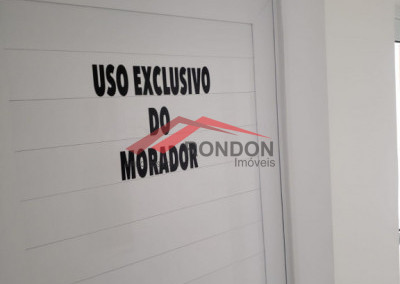 USO EXCLUSIVO
DO
MORADOR
RONDON
Imóveis